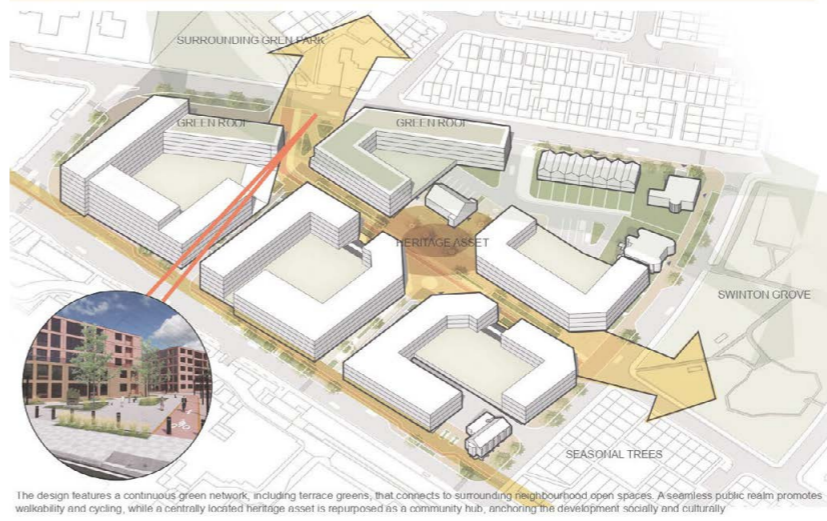 SURROUNDING GREN PARK
GREEN ROOF
GREEN ROOF
HERITAGE ASSET
SWINTON GROVE
SEASONAL TREES
The design features a continuous green network, including terrace greens, that connects to surrounding neighbourhood open spaces. A seamless public realm promotes
walkability and cycling, while a centrally located heritage asset is repurposed as a community hub, anchoring the development socially and culturally